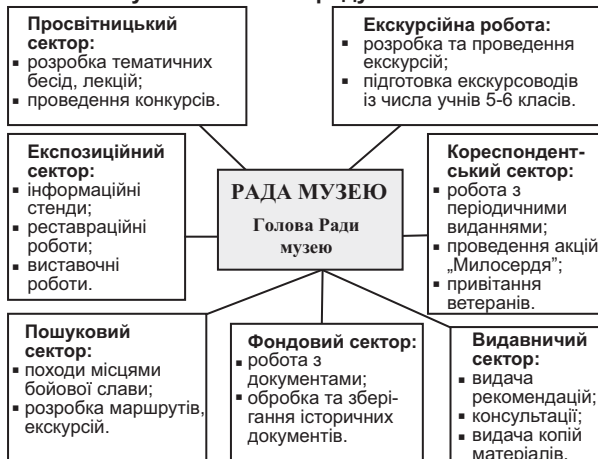 Просвітницький
сектор:
▪ розробка тематичних
бесід, лекцій;
▪ проведення конкурсів.
Екскурсійна робота:
▪ розробка та проведення
екскурсій;
▪ підготовка екскурсоводів
із числа учнів 5-6 класів.
Експозиційний
сектор:
▪ інформаційні
стенди;
▪ реставраційні
роботи;
▪ виставочні
роботи.
РАДА МУЗЕЮ
Голова Ради
музею
Кореспондент-
ський сектор:
▪ робота з
періодичними
виданнями;
▪ проведення акцій
„Милосердя”;
▪ привітання
ветеранів.
Пошуковий
сектор:
▪ походи місцями
бойової слави;
▪ розробка маршрутів,
екскурсій.
Фондовий сектор:
▪ робота з
документами;
▪ обробка та збері-
гання історичних
документів.
Видавничий
сектор:
▪ видача
рекомендацій;
▪ консультації;
▪ видача копій
матеріалів.